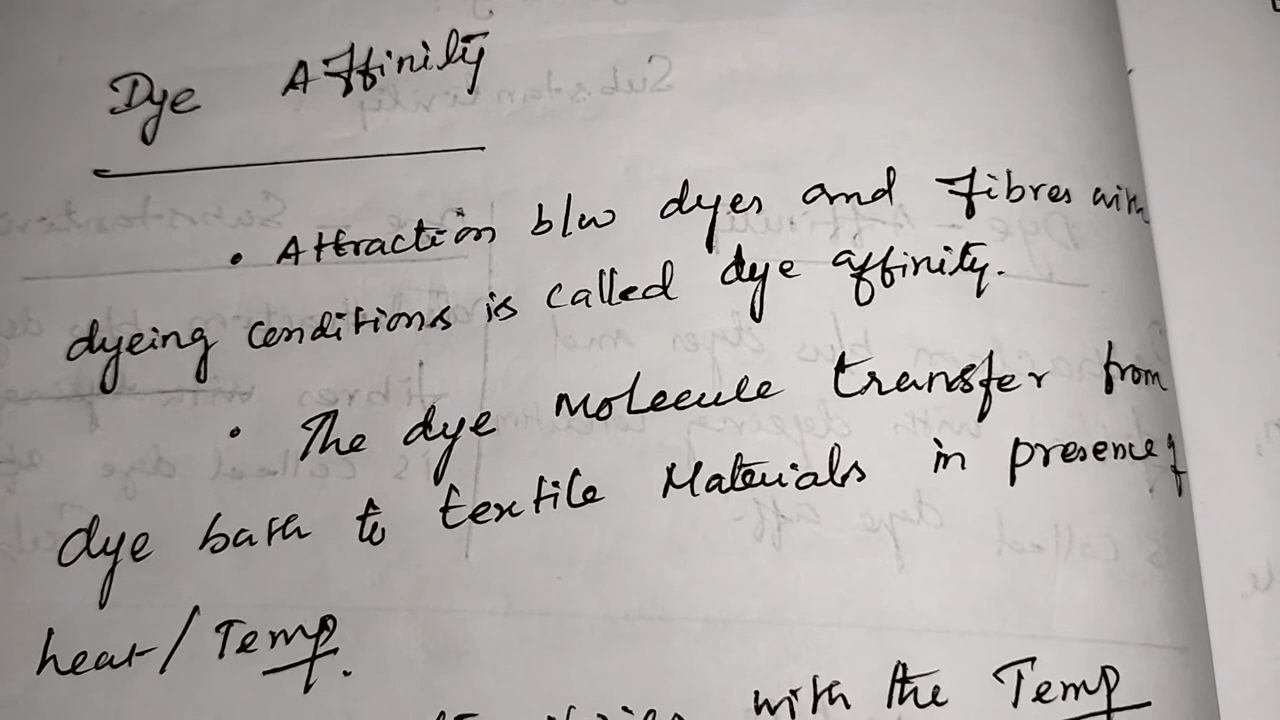 Dye Affinity
• Attraction b/w dyes and fibres with
dyeing conditions is called dye affinity.
• The dye molecule transfer from
dye bath to textile Materials in presence of
heat/Temp.
with the Temp